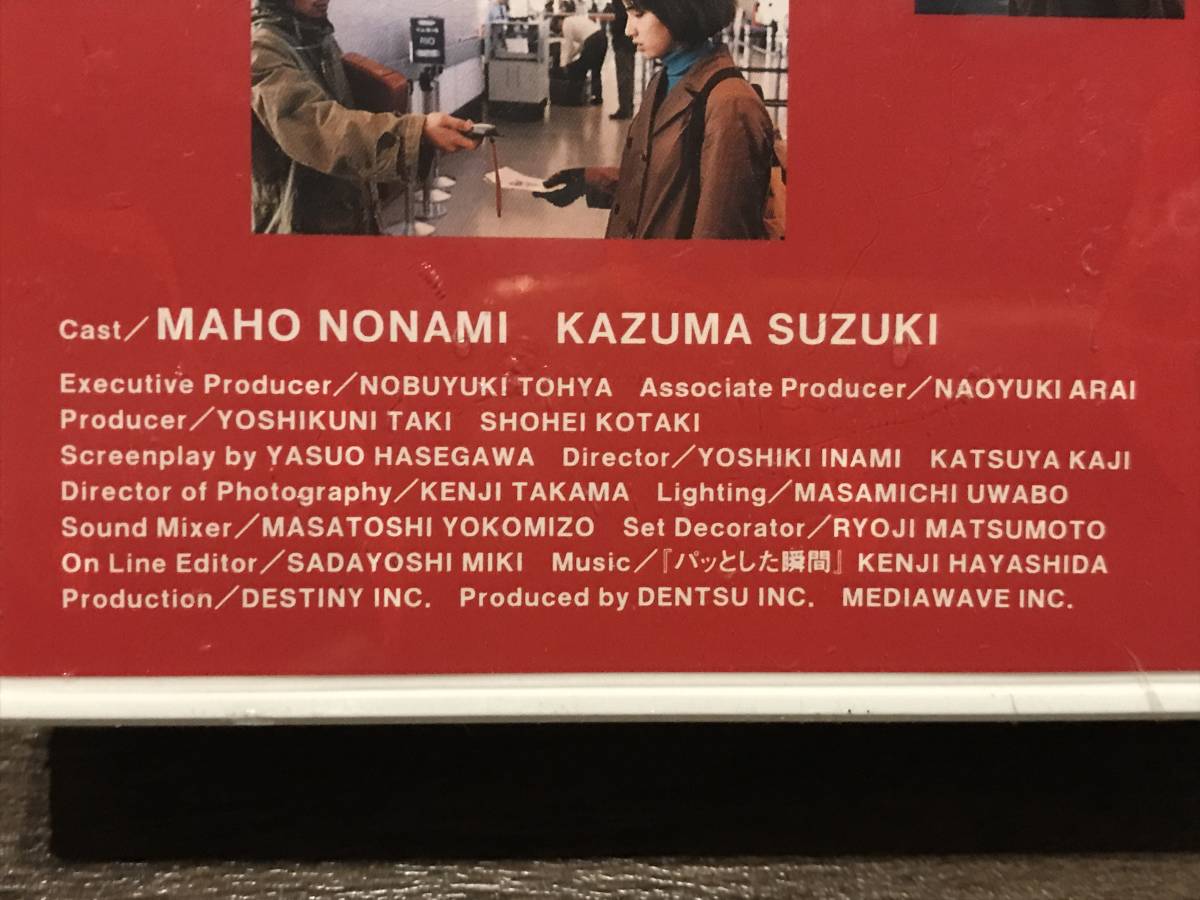 Cast／MAHO NONAMI KAZUMA SUZUKI
Executive Producer／NOBUYUKI TOHYA Associate Producer／NAOYUKI ARAI
Producer／YOSHIKUNI TAKI SHOHEI KOTAKI
Screenplay by YASUO HASEGAWA Director／YOSHIKI INAMI KATSUYA KAJI
Director of Photography／KENJI TAKAMA Lighting／MASAMICHI UWABO
Sound Mixer／MASATOSHI YOKOMIZO Set Decorator／RYOJI MATSUMOTO
On Line Editor／SADAYOSHI MIKI Music／『パッとした瞬間』 KENJI HAYASHIDA
Production／DESTINY INC. Produced by DENTSU INC. MEDIAWAVE INC.